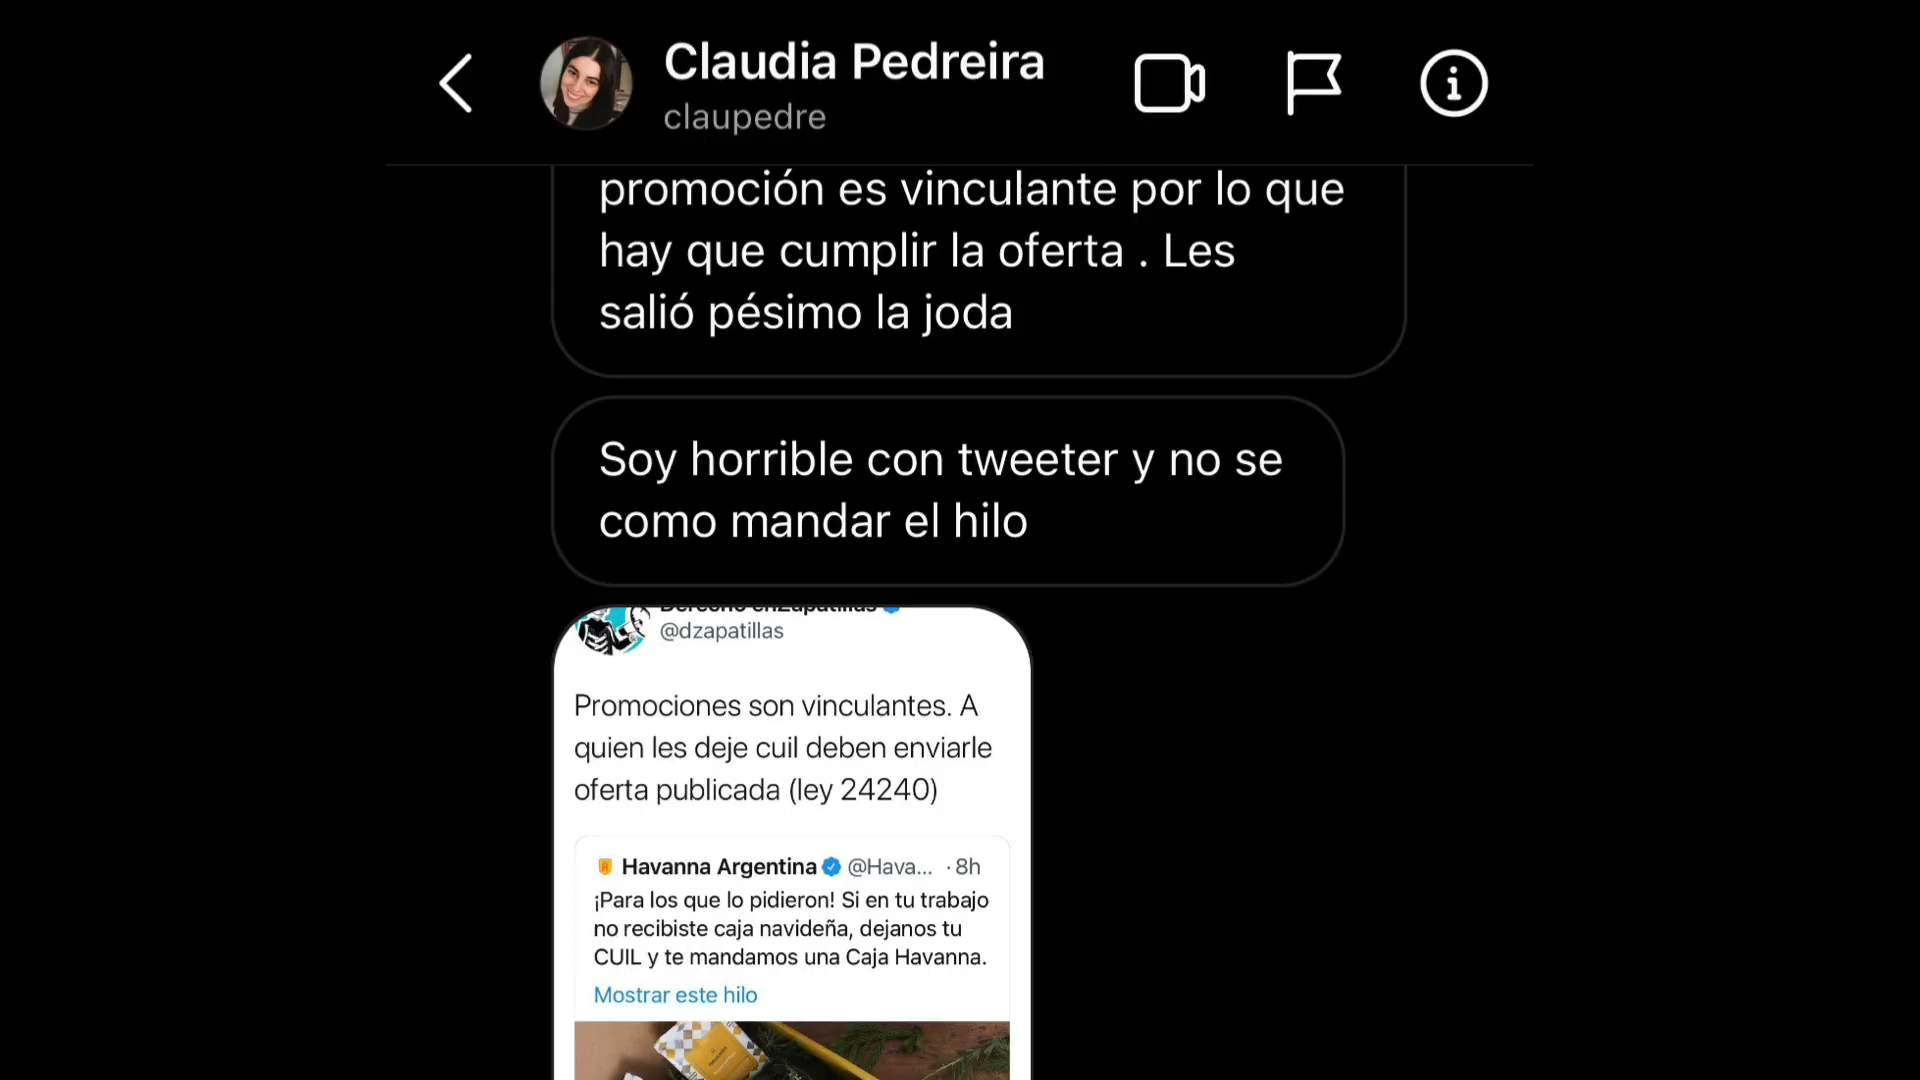 Claudia Pedreira
claupedre
promoción es vinculante por lo que
hay que cumplir la oferta . Les
salió pésimo la joda
Soy horrible con tweeter y no se
como mandar el hilo
Derecho enZapatillas
@dzapatillas
Promociones son vinculantes. A
quien les deje cuil deben enviarle
oferta publicada (ley 24240)
Havanna Argentina @Hava... · 8h
¡Para los que lo pidieron! Si en tu trabajo
no recibiste caja navideña, dejanos tu
CUIL y te mandamos una Caja Havanna.
Mostrar este hilo